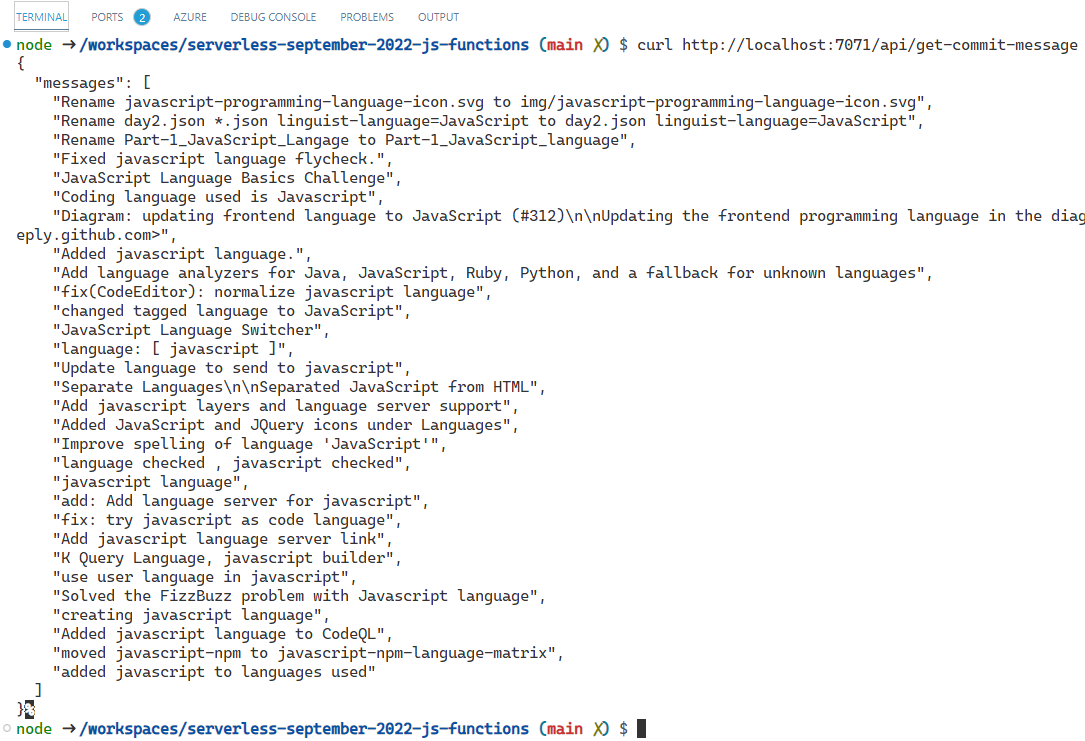 TERMINAL PORTS 2 AZURE DEBUG CONSOLE PROBLEMS OUTPUT
node →/workspaces/serverless-september-2022-js-functions (main ✗) $ curl http://localhost:7071/api/get-commit-message
{
  "messages": [
    "Rename javascript-programming-language-icon.svg to img/javascript-programming-language-icon.svg",
    "Rename day2.json *.json linguist-language=JavaScript to day2.json linguist-language=JavaScript",
    "Rename Part-1_JavaScript_Langage to Part-1_JavaScript_language",
    "Fixed javascript language flycheck.",
    "JavaScript Language Basics Challenge",
    "Coding language used is Javascript",
    "Diagram: updating frontend language to JavaScript (#312)\n\nUpdating the frontend programming language in the diag
eply.github.com>",
    "Added javascript language.",
    "Add language analyzers for Java, JavaScript, Ruby, Python, and a fallback for unknown languages",
    "fix(CodeEditor): normalize javascript language",
    "changed tagged language to JavaScript",
    "JavaScript Language Switcher",
    "language: [ javascript ]",
    "Update language to send to javascript",
    "Separate Languages\n\nSeparated JavaScript from HTML",
    "Add javascript layers and language server support",
    "Added JavaScript and JQuery icons under Languages",
    "Improve spelling of language 'JavaScript'",
    "language checked , javascript checked",
    "javascript language",
    "add: Add language server for javascript",
    "fix: try javascript as code language",
    "Add javascript language server link",
    "K Query Language, javascript builder",
    "use user language in javascript",
    "Solved the FizzBuzz problem with Javascript language",
    "creating javascript language",
    "Added javascript language to CodeQL",
    "moved javascript-npm to javascript-npm-language-matrix",
    "added javascript to languages used"
  ]
}%
node →/workspaces/serverless-september-2022-js-functions (main ✗) $